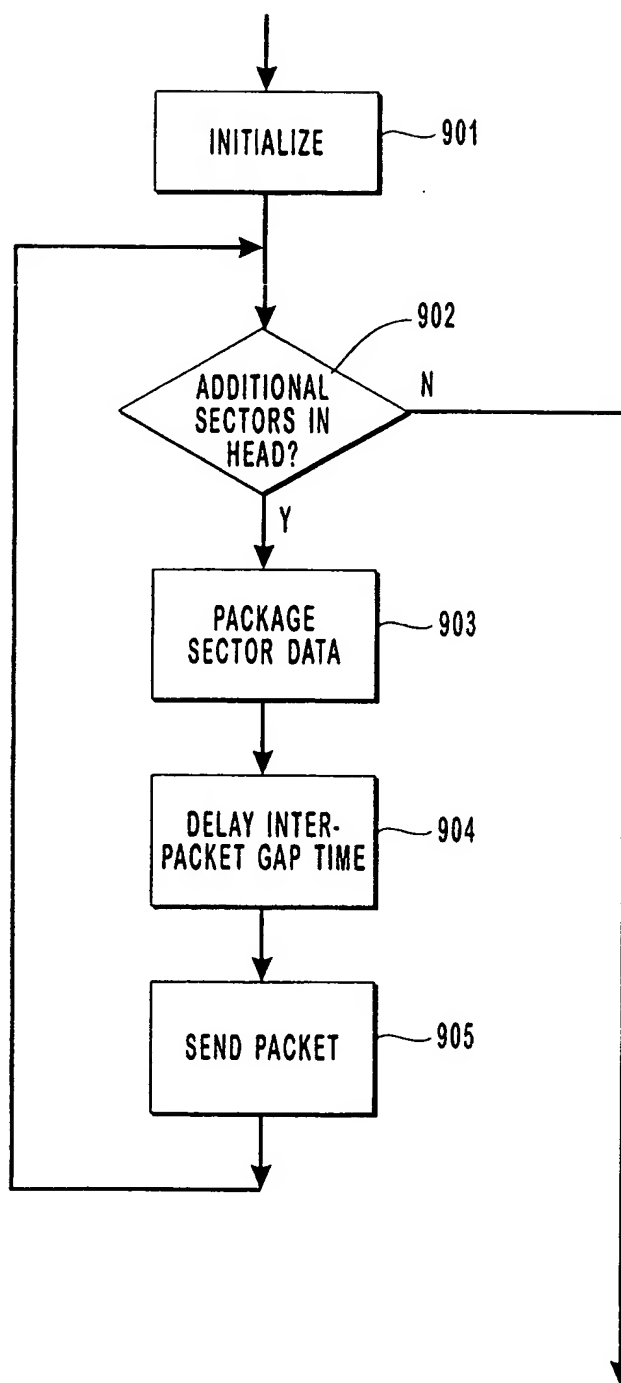 INITIALIZE
901
902
ADDITIONAL
SECTORS IN
HEAD?
N
Y
PACKAGE
SECTOR DATA
903
DELAY INTER-
PACKET GAP TIME
904
SEND PACKET
905